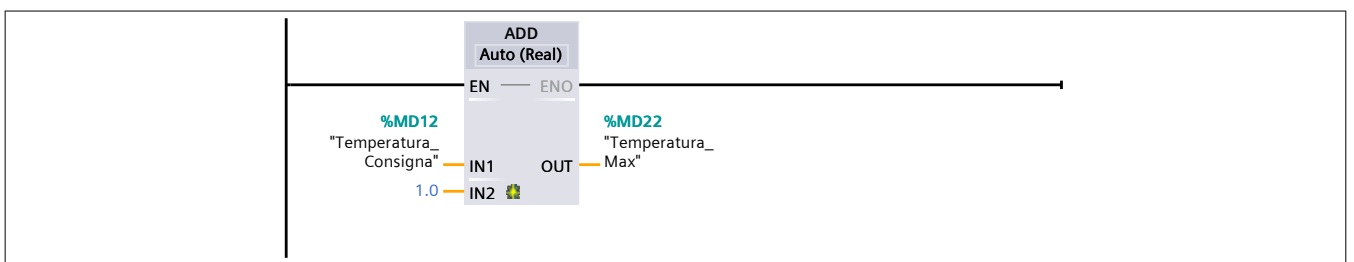 ADD
Auto (Real)
EN ENO
%MD12 %MD22
"Temperatura_ "Temperatura_
Consigna" IN1 OUT Max"
1.0 IN2